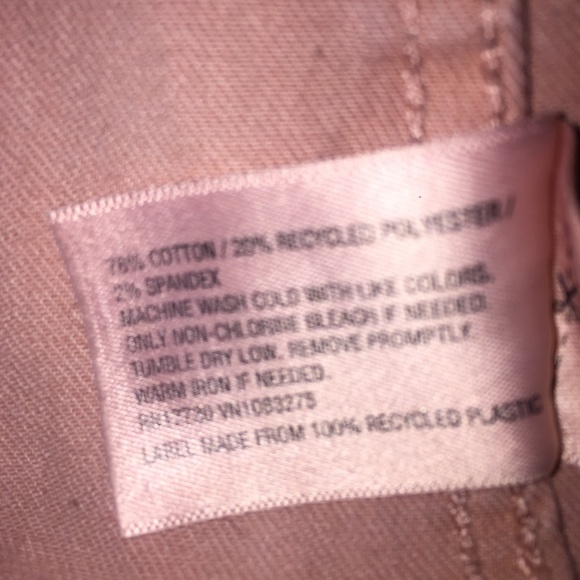 78% COTTON / 20% RECYCLED POLYESTER /
2% SPANDEX
MACHINE WASH COLD WITH LIKE COLORS.
ONLY NON-CHLORINE BLEACH IF NEEDED.
TUMBLE DRY LOW. REMOVE PROMPTLY.
WARM IRON IF NEEDED.
LABEL MADE FROM 100% RECYCLED PLASTIC